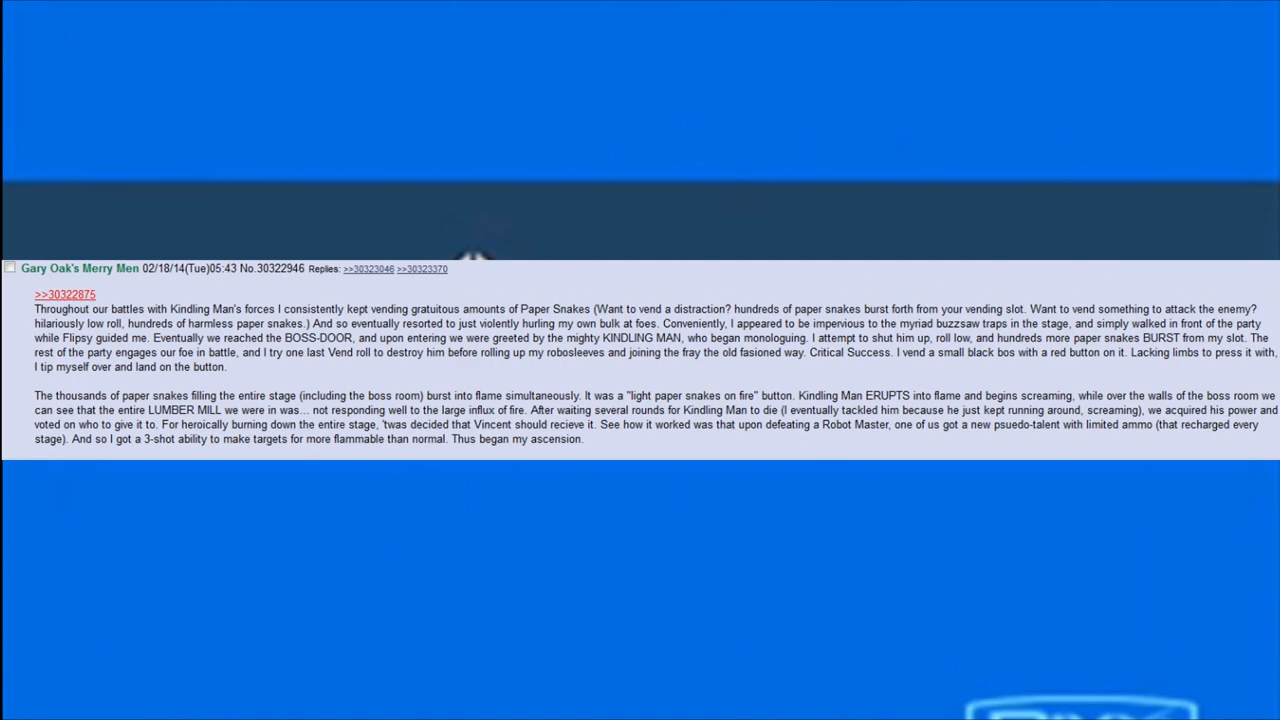 Gary Oak's Merry Men 02/18/14(Tue)05:43 No.30322946 Replies: >>30323046 >>30323370
>>30322875
Throughout our battles with Kindling Man's forces I consistently kept vending gratuitous amounts of Paper Snakes (Want to vend a distraction? hundreds of paper snakes burst forth from your vending slot. Want to vend something to attack the enemy?
hilariously low roll, hundreds of harmless paper snakes.) And so eventually resorted to just violently hurling my own bulk at foes. Conveniently, I appeared to be impervious to the myriad buzzsaw traps in the stage, and simply walked in front of the party
while Flipsy guided me. Eventually we reached the BOSS-DOOR, and upon entering we were greeted by the mighty KINDLING MAN, who began monologuing. I attempt to shut him up, roll low, and hundreds more paper snakes BURST from my slot. The
rest of the party engages our foe in battle, and I try one last Vend roll to destroy him before rolling up my robosleeves and joining the fray the old fasioned way. Critical Success. I vend a small black bos with a red button on it. Lacking limbs to press it with,
I tip myself over and land on the button.
The thousands of paper snakes filling the entire stage (including the boss room) burst into flame simultaneously. It was a "light paper snakes on fire" button. Kindling Man ERUPTS into flame and begins screaming, while over the walls of the boss room we
can see that the entire LUMBER MILL we were in was... not responding well to the large influx of fire. After waiting several rounds for Kindling Man to die (I eventually tackled him because he just kept running around, screaming), we acquired his power and
voted on who to give it to. For heroically burning down the entire stage, 'twas decided that Vincent should recieve it. See how it worked was that upon defeating a Robot Master, one of us got a new psuedo-talent with limited ammo (that recharged every
stage). And so I got a 3-shot ability to make targets for more flammable than normal. Thus began my ascension.